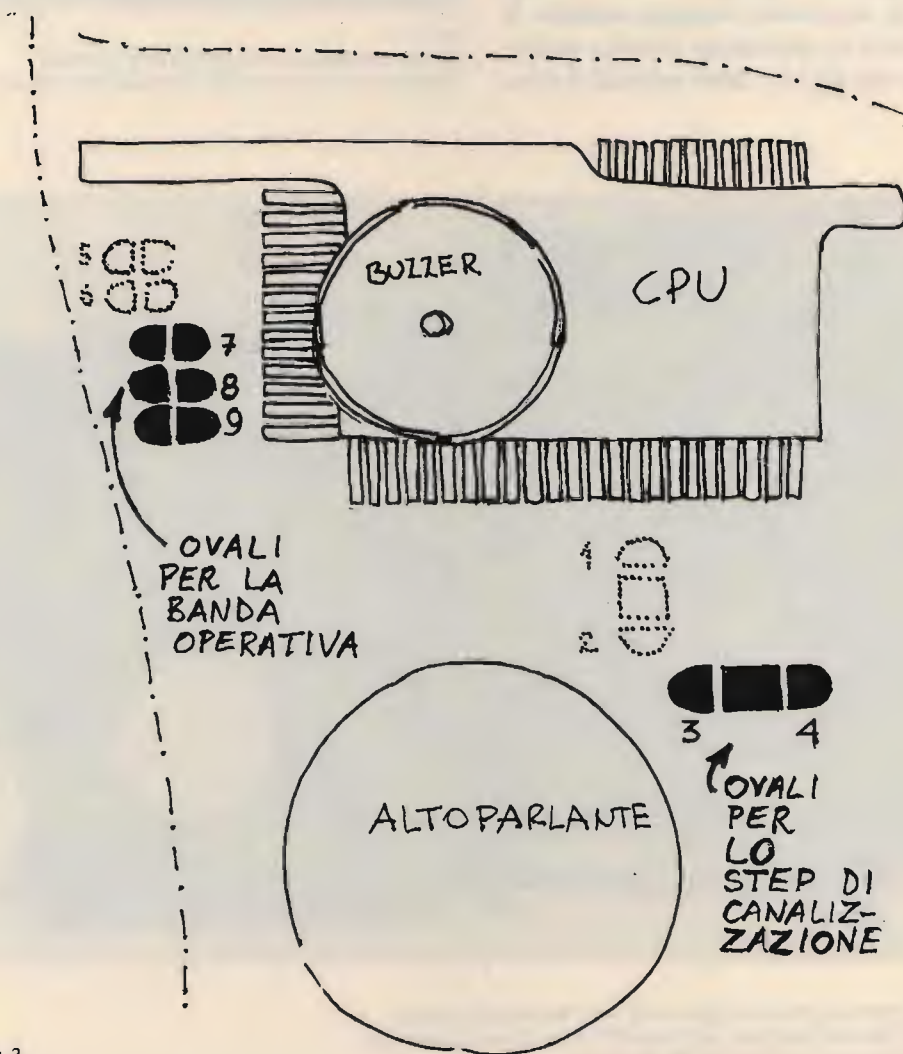 BUZZER
CPU
5
6
7
8
9
OVALI
PER LA
BANDA
OPERATIVA
1
2
3 4
OVALI
PER
LO
STEP DI
CANALIZ-
ZAZIONE
ALTOPARLANTE